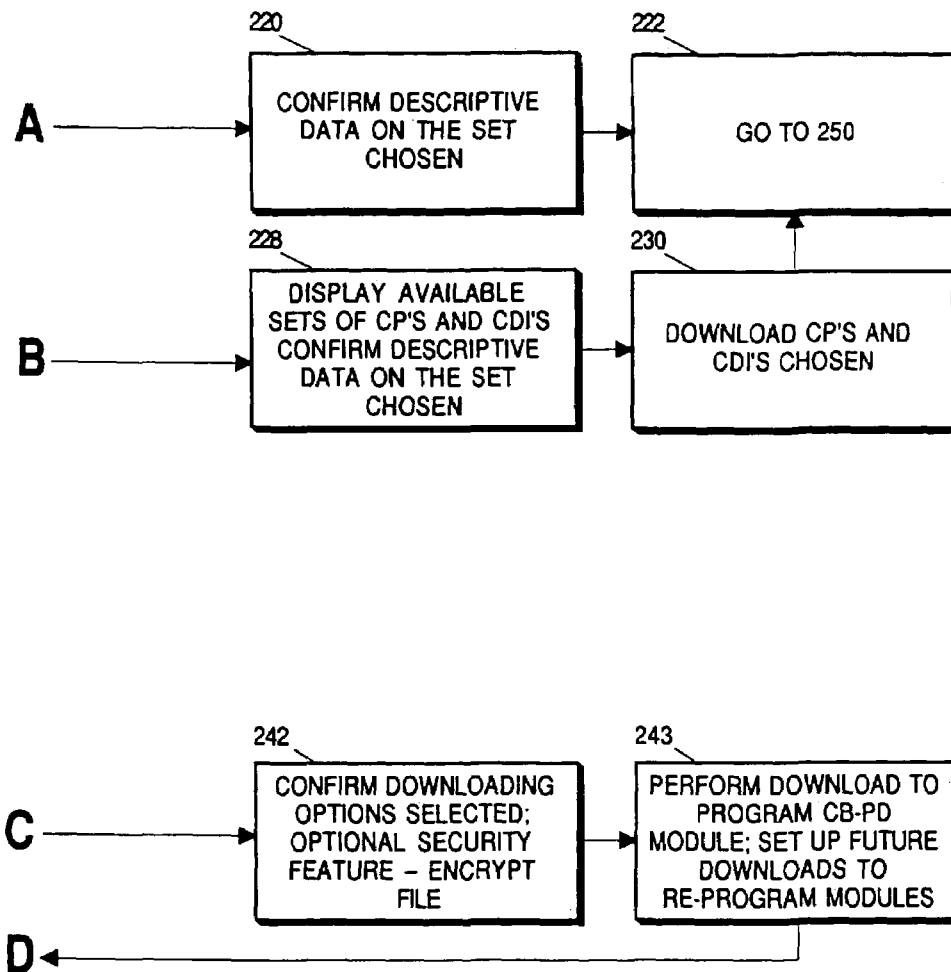 220
222
A
CONFIRM DESCRIPTIVE
DATA ON THE SET
CHOSEN
GO TO 250
228
230
B
DISPLAY AVAILABLE
SETS OF CP'S AND CDI'S
CONFIRM DESCRIPTIVE
DATA ON THE SET
CHOSEN
DOWNLOAD CP'S AND
CDI'S CHOSEN
242
243
C
CONFIRM DOWNLOADING
OPTIONS SELECTED;
OPTIONAL SECURITY
FEATURE – ENCRYPT
FILE
PERFORM DOWNLOAD TO
PROGRAM CB-PD
MODULE; SET UP FUTURE
DOWNLOADS TO
RE-PROGRAM MODULES
D